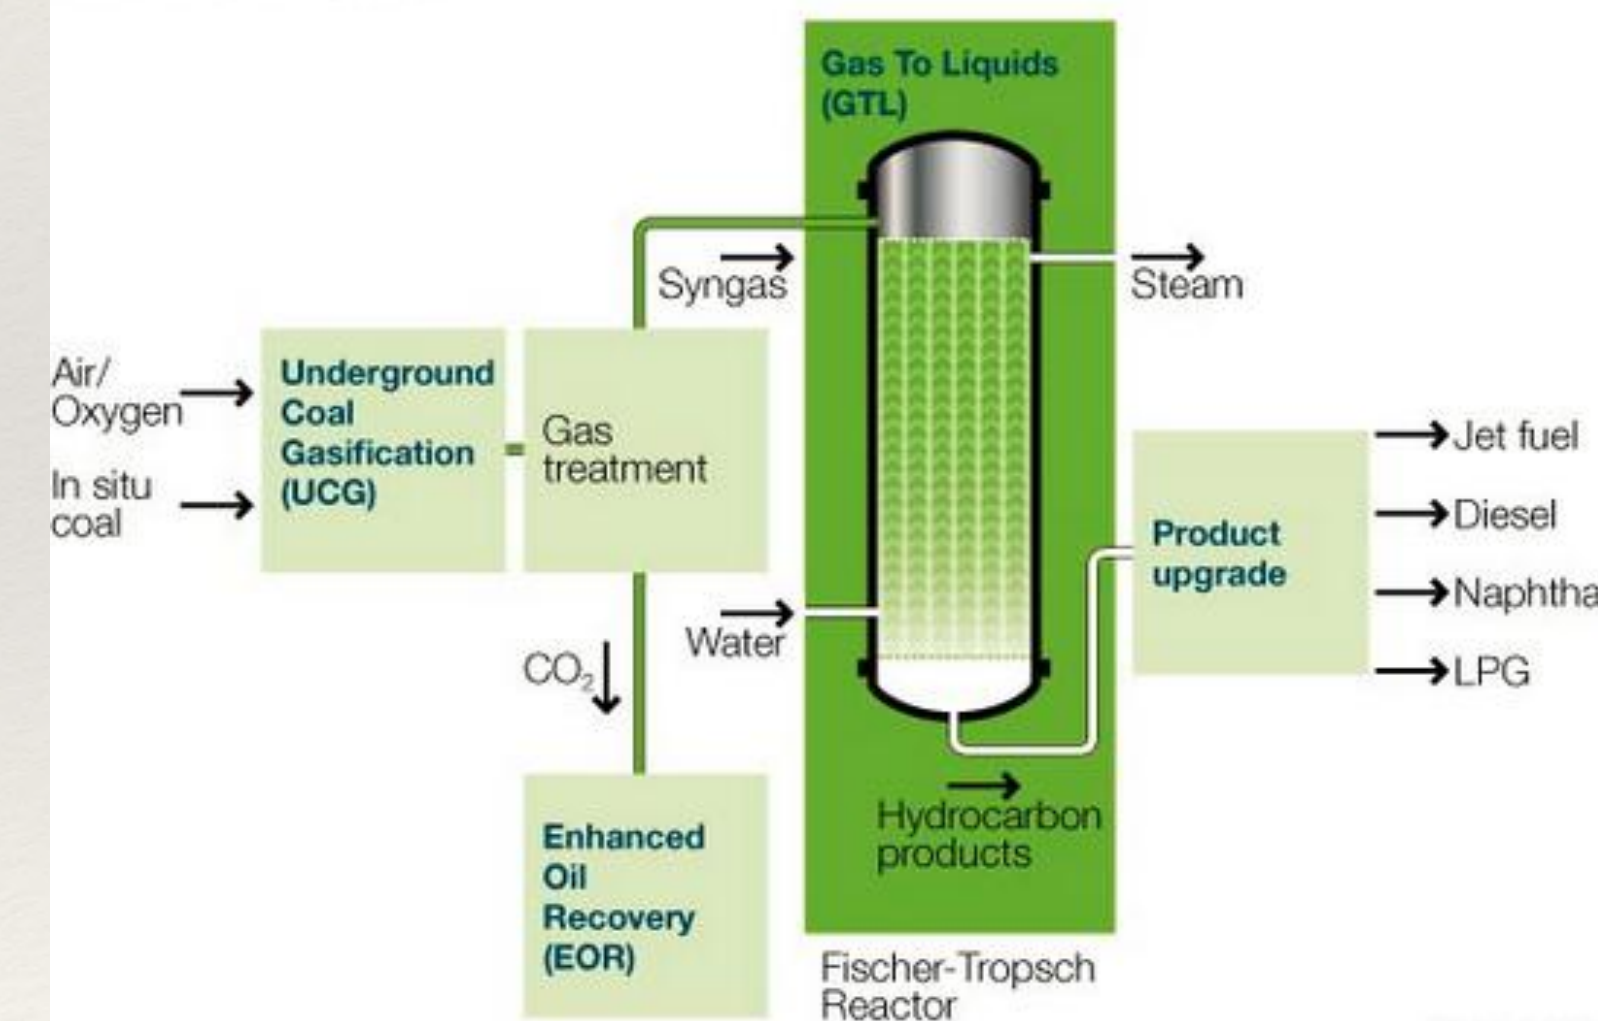 Gas To Liquids
(GTL)
Syngas
Steam
Air/
Oxygen
In situ
coal
Underground
Coal
Gasification
(UCG)
Gas
treatment
Water
CO₂
Product
upgrade
Jet fuel
Diesel
Naphtha
LPG
Hydrocarbon
products
Enhanced
Oil
Recovery
(EOR)
Fischer-Tropsch
Reactor